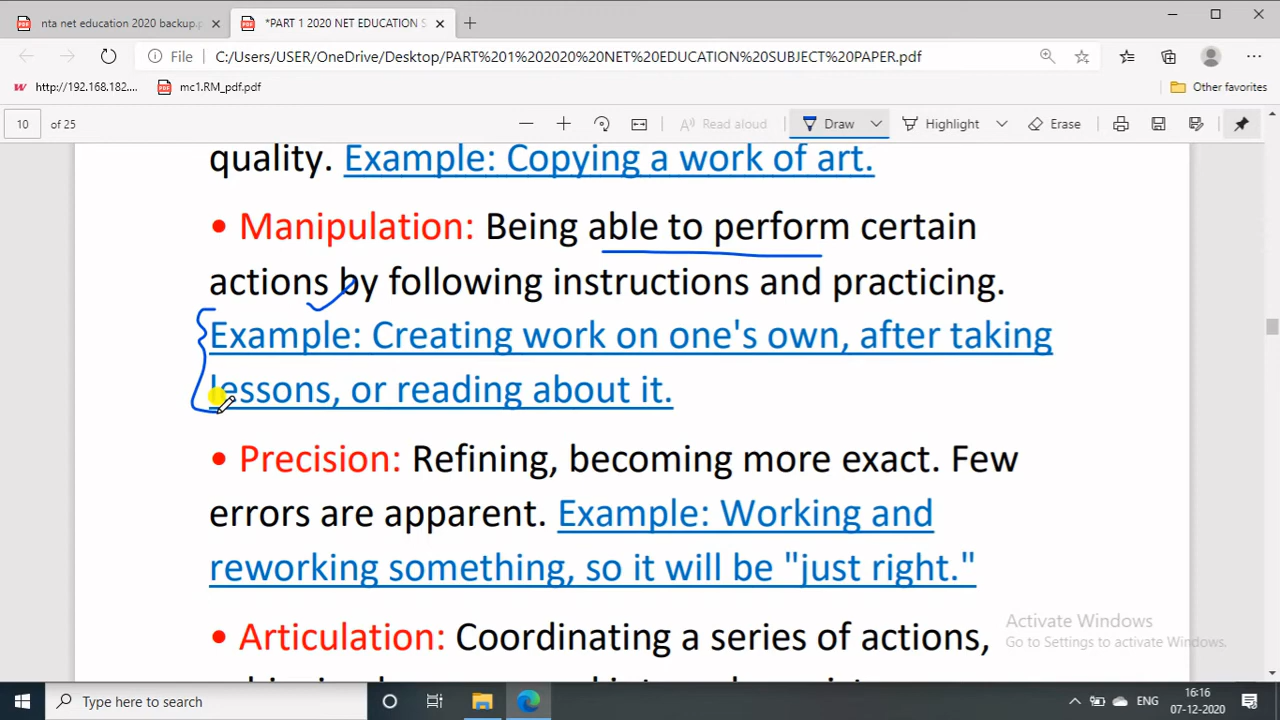 nta net education 2020 backup.p
*PART 1 2020 NET EDUCATION S
File
C:/Users/USER/OneDrive/Desktop/PART%201%202020%20NET%20EDUCATION%20SUBJECT%20PAPER.pdf
http://192.168.182....
mc1.RM_pdf.pdf
Other favorites
10 of 25
Read aloud
Draw
Highlight
Erase
quality. Example: Copying a work of art.
• Manipulation: Being able to perform certain
actions by following instructions and practicing.
Example: Creating work on one's own, after taking
lessons, or reading about it.
• Precision: Refining, becoming more exact. Few
errors are apparent. Example: Working and
reworking something, so it will be "just right."
• Articulation: Coordinating a series of actions,
Activate Windows
Go to Settings to activate Windows.
Type here to search
ENG
16:16
07-12-2020